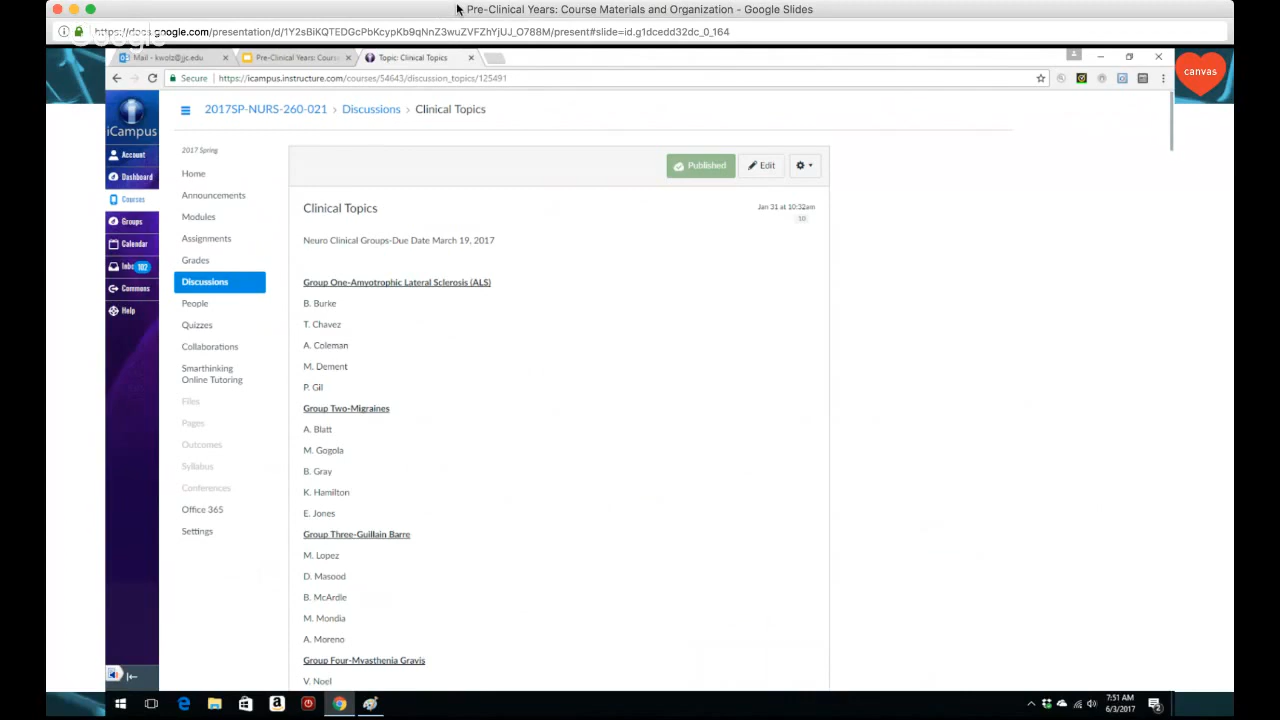 Pre-Clinical Years: Course Materials and Organization - Google Slides
https://docs.google.com/presentation/d/1Y2sBiKQTEDGcPbKcypKb9qNnZ3wuZVFZhYjUJ_O788M/present#slide=id.g1dcedd32dc_0_164
Google
Mail - kwolz@jjc.edu
Pre-Clinical Years: Cours
Topic: Clinical Topics
Secure
https://icampus.instructure.com/courses/54643/discussion_topics/125491
canvas
iCampus
Account
Dashboard
Courses
Groups
Calendar
Inbo 102
Commons
Help
2017SP-NURS-260-021 > Discussions > Clinical Topics
2017 Spring
Home
Announcements
Modules
Assignments
Grades
Discussions
People
Quizzes
Collaborations
Smarthinking
Online Tutoring
Files
Pages
Outcomes
Syllabus
Conferences
Office 365
Settings
Published
Edit
Clinical Topics
Jan 31 at 10:32am
10
Neuro Clinical Groups-Due Date March 19, 2017
Group One-Amyotrophic Lateral Sclerosis (ALS)
B. Burke
T. Chavez
A. Coleman
M. Dement
P. Gil
Group Two-Migraines
A. Blatt
M. Gogola
B. Gray
K. Hamilton
E. Jones
Group Three-Guillain Barre
M. Lopez
D. Masood
B. McArdle
M. Mondia
A. Moreno
Group Four-Myasthenia Gravis
V. Noel
7:51 AM
6/3/2017
2